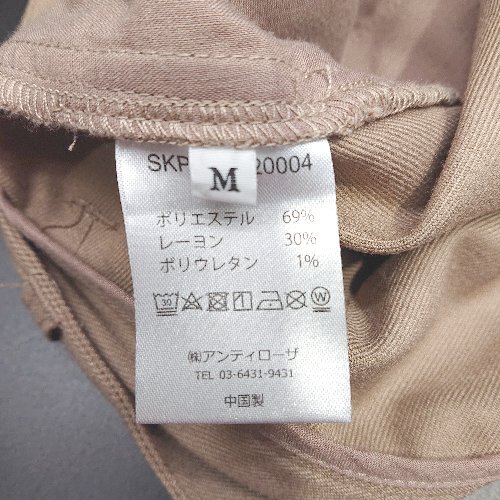 SKP 20004
M
ポリエステル 69%
レーヨン 30%
ポリウレタン 1%
30
W
㈱アンティローザ
TEL 03-6431-9431
中国製